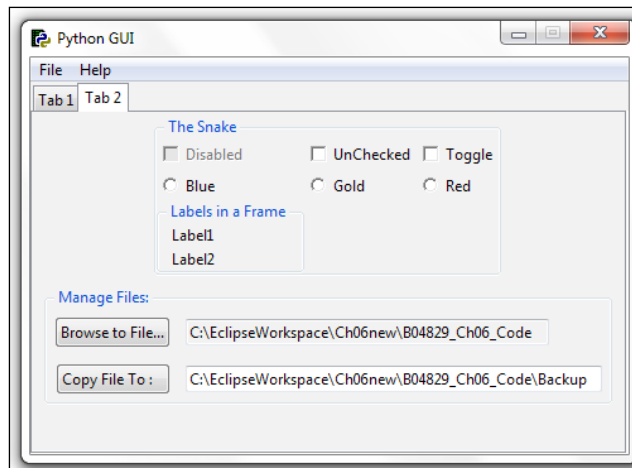 Python GUI
File Help
Tab 1 Tab 2
The Snake
Disabled UnChecked Toggle
Blue Gold Red
Labels in a Frame
Label1
Label2
Manage Files:
Browse to File... C:\EclipseWorkspace\Ch06new\B04829_Ch06_Code
Copy File To : C:\EclipseWorkspace\Ch06new\B04829_Ch06_Code\Backup